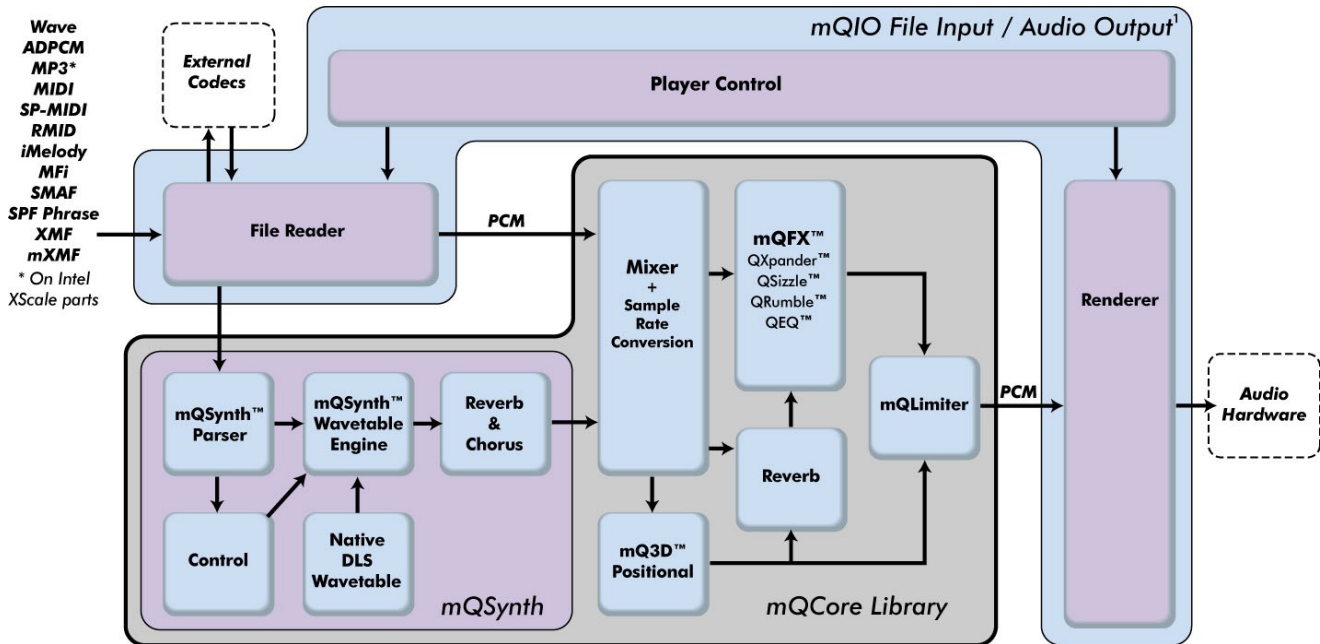 Wave
ADPCM
MP3*
MIDI
SP-MIDI
RMID
iMelody
MFi
SMAF
SPF Phrase
XMF
mXMF
* On Intel
XScale parts
External
Codecs
mQIO File Input / Audio Output¹
Player Control
File Reader
PCM
Mixer
+
Sample
Rate
Conversion
mQFX™
QXpander™
QSizzle™
QRumble™
QEQ™
Renderer
mQSynth™
Parser
mQSynth™
Wavetable
Engine
Reverb
&
Chorus
Control
Native
DLS
Wavetable
mQSynth
Reverb
mQ3D™
Positional
mQLimiter
mQCore Library
PCM
Audio
Hardware